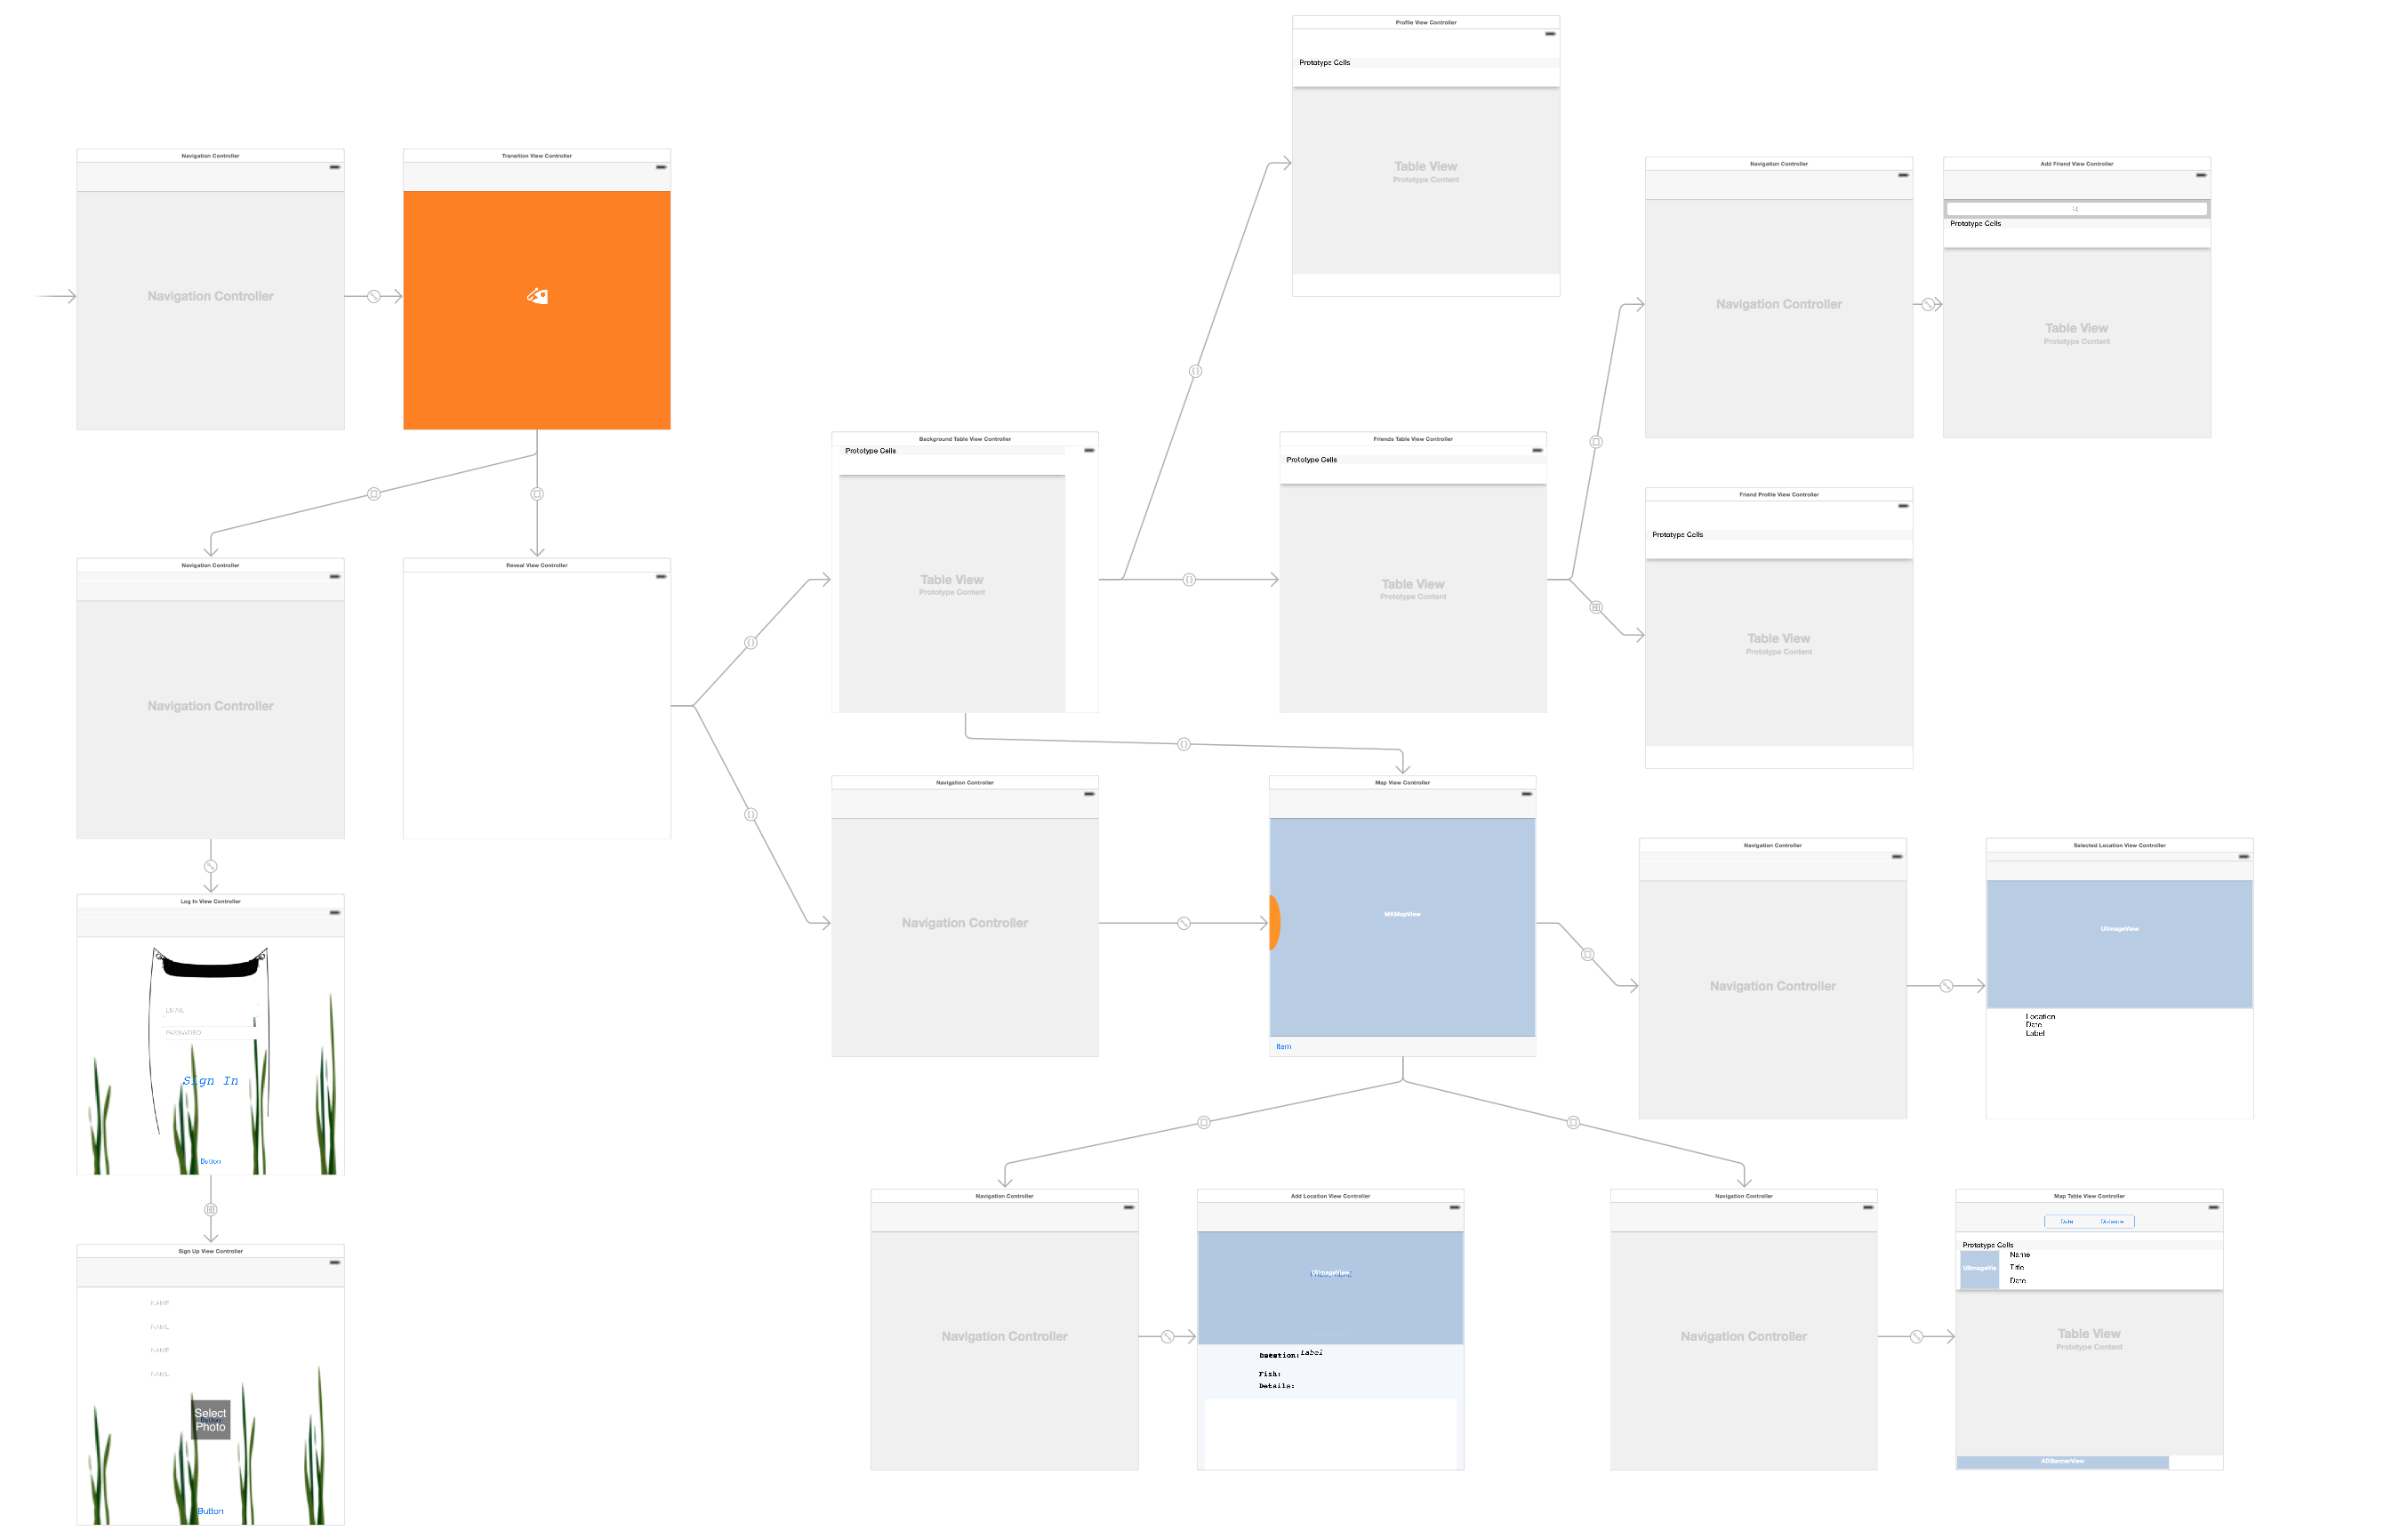 Profile View Controller
Prototype Cells
Table View
Prototype Content
Navigation Controller
Navigation Controller
Transition View Controller
Navigation Controller
Navigation Controller
Add Friend View Controller
Prototype Cells
Table View
Prototype Content
Background Table View Controller
Prototype Cells
Table View
Prototype Content
Friends Table View Controller
Prototype Cells
Table View
Prototype Content
Friend Profile View Controller
Prototype Cells
Table View
Prototype Content
Navigation Controller
Navigation Controller
Reveal View Controller
Navigation Controller
Navigation Controller
Map View Controller
MKMapView
Item
Navigation Controller
Navigation Controller
Selected Location View Controller
UIImageView
Location
Date
Label
Log In View Controller
EMAIL
PASSWORD
Sign In
Button
Sign Up View Controller
NAME
NAME
NAME
NAME
Select
Photo
Button
Navigation Controller
Navigation Controller
Add Location View Controller
UIImageView
Label
Fish:
Details:
Navigation Controller
Navigation Controller
Map Table View Controller
Date Distance
Prototype Cells
UIImageVie
Name
Title
Date
Table View
Prototype Content
ADBannerView